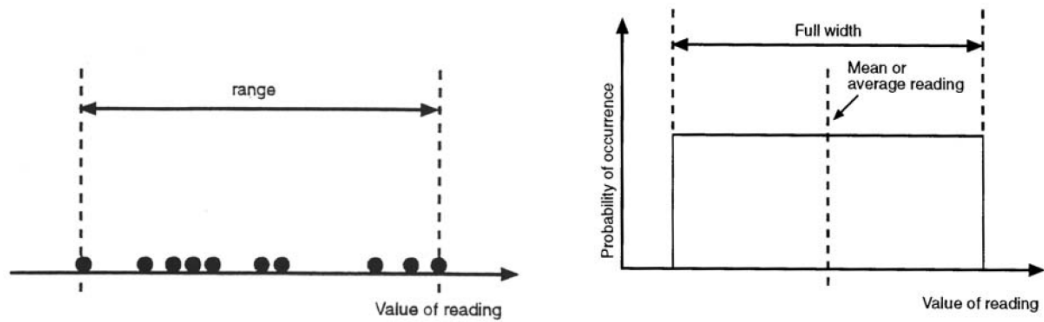 range
Value of reading
Full width
Mean or
average reading
Probability of occurrence
Value of reading